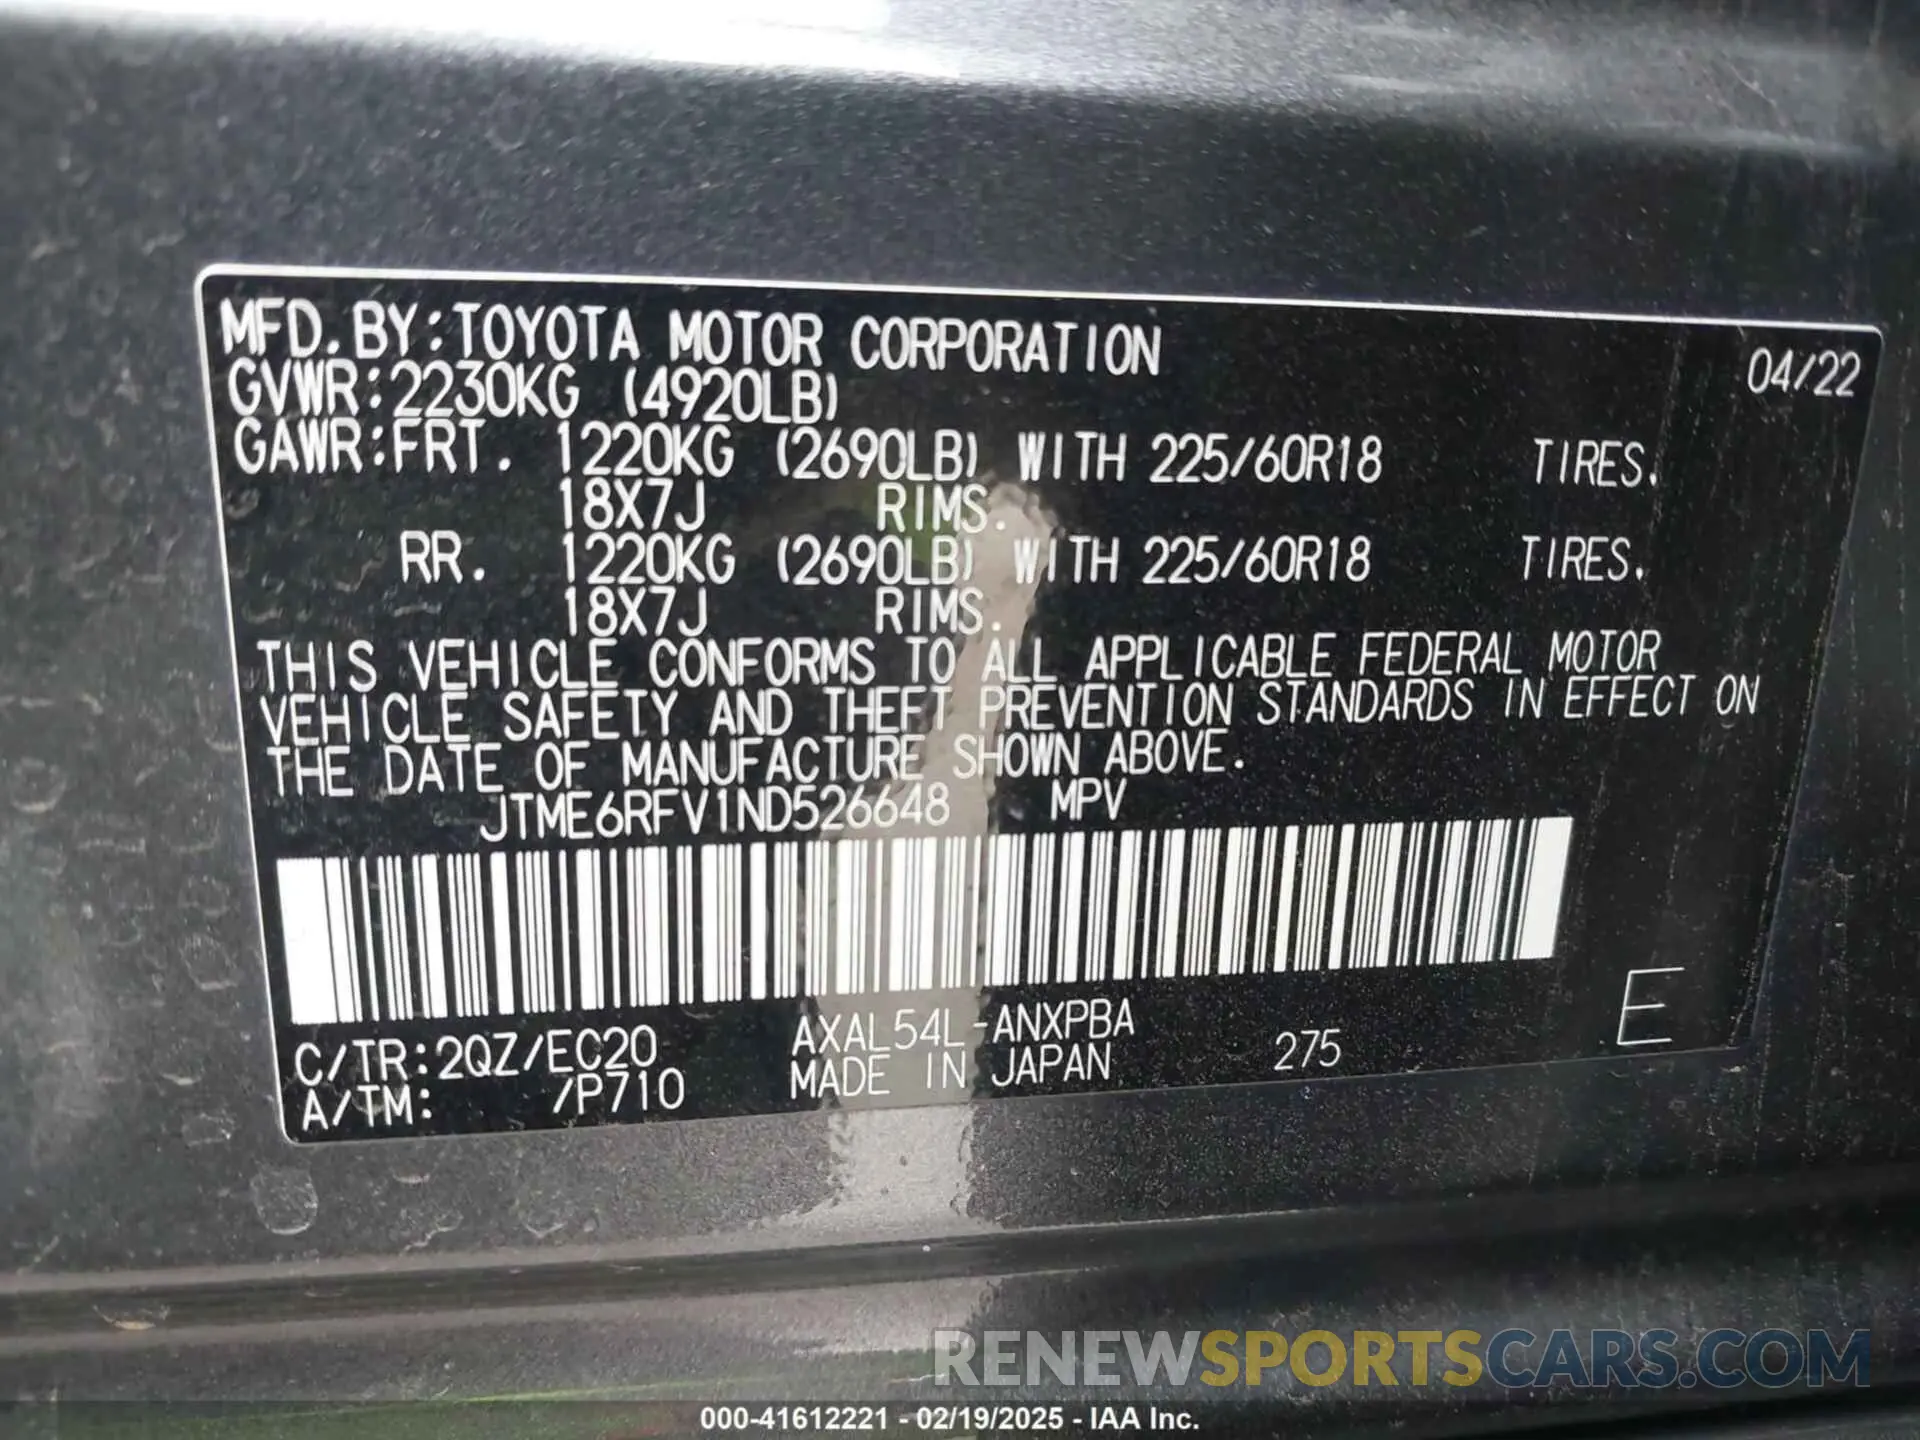 MFD. BY: TOYOTA MOTOR CORPORATION 04/22
GVWR: 2230KG (4920LB)
GAWR: FRT. 1220KG (2690LB) WITH 225/60R18 TIRES.
18X7J RIMS.
RR. 1220KG (2690LB) WITH 225/60R18 TIRES.
18X7J RIMS.
THIS VEHICLE CONFORMS TO ALL APPLICABLE FEDERAL MOTOR
VEHICLE SAFETY AND THEFT PREVENTION STANDARDS IN EFFECT ON
THE DATE OF MANUFACTURE SHOWN ABOVE.
JTME6RFV1ND526648 MPV
C/TR: 2QZ/EC20 AXAL54L-ANXPBA 275 E
A/TM: /P710 MADE IN JAPAN
RENEWSPORTSCARS.COM
000-41612221 - 02/19/2025 - IAA Inc.